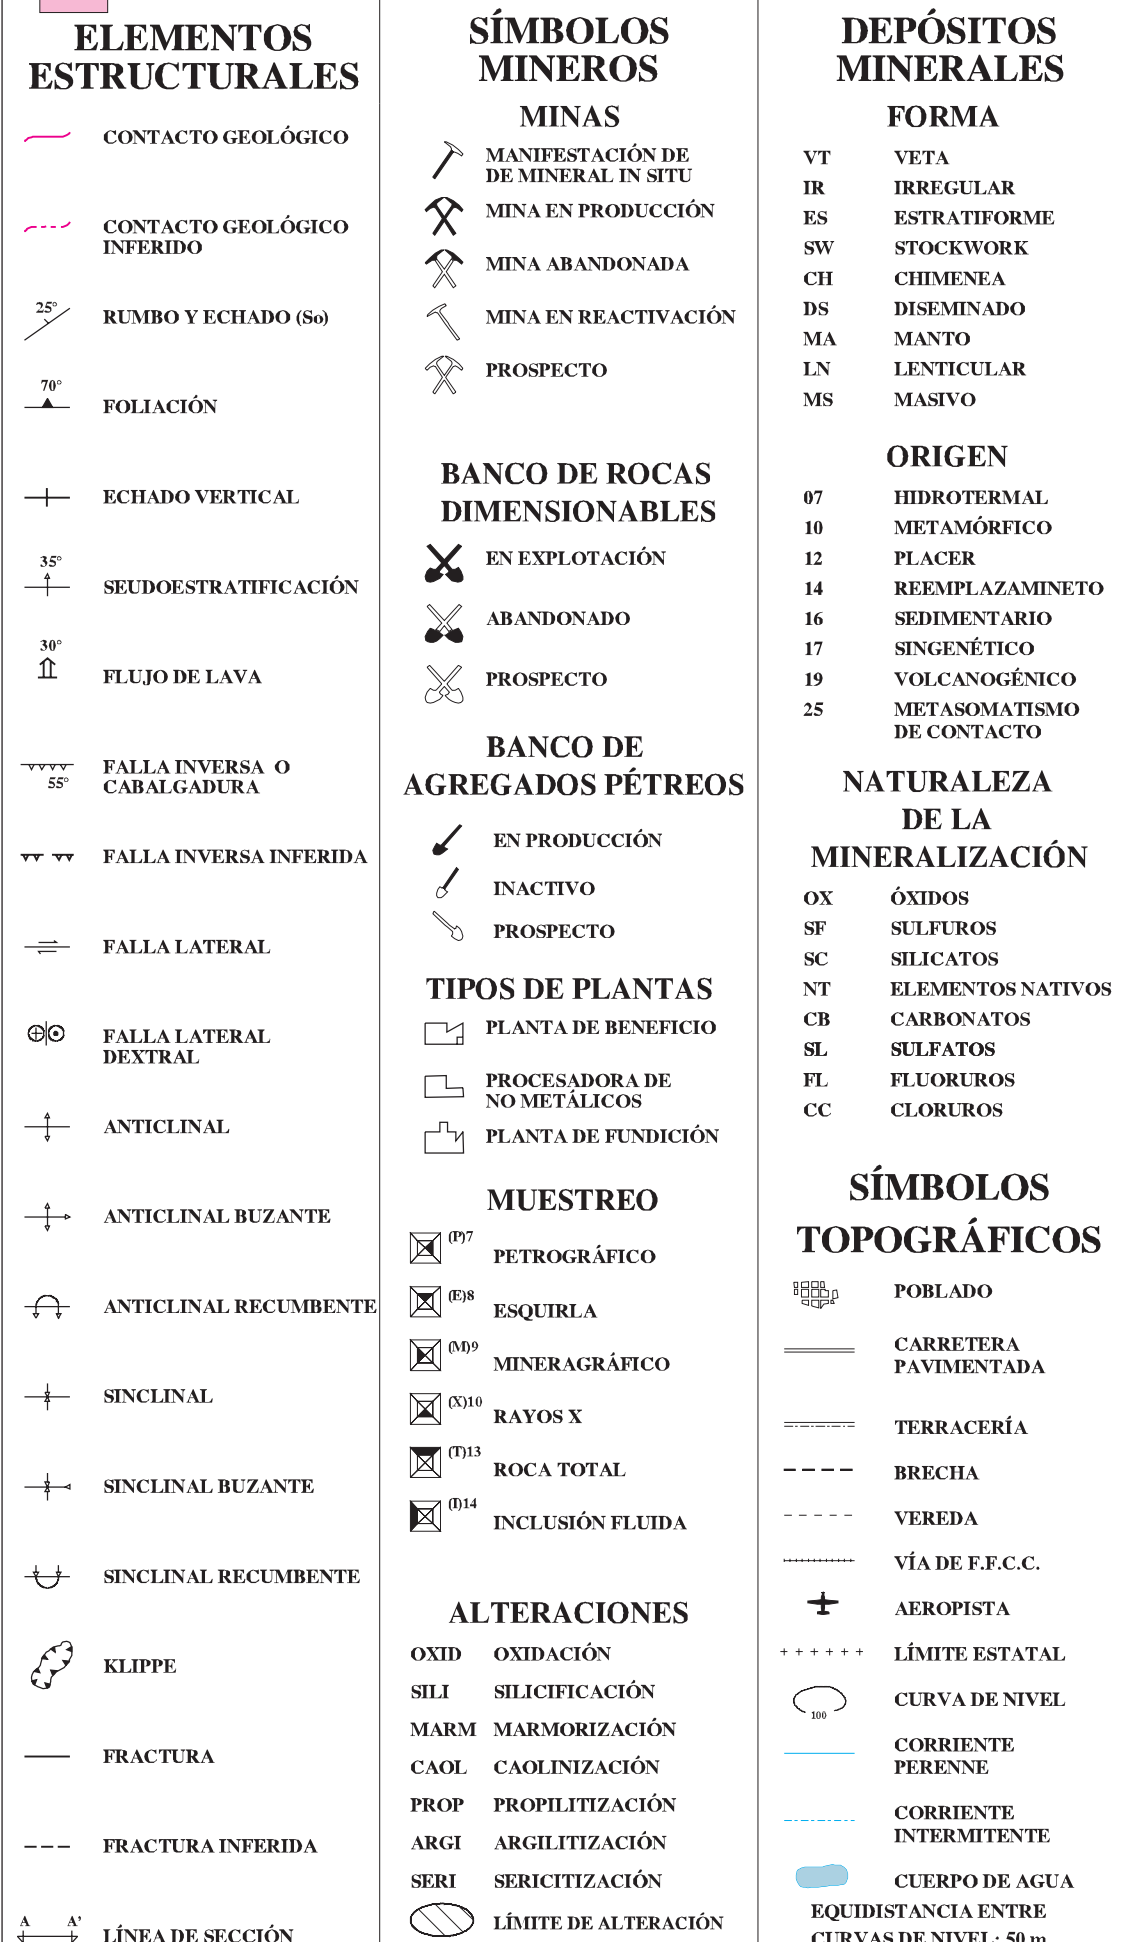 ELEMENTOS
ESTRUCTURALES
CONTACTO GEOLÓGICO
CONTACTO GEOLÓGICO
INFERIDO
25°
RUMBO Y ECHADO (So)
70°
FOLIACIÓN
ECHADO VERTICAL
35°
SEUDOESTRATIFICACIÓN
30°
FLUJO DE LAVA
FALLA INVERSA O
CABALGADURA
55°
FALLA INVERSA INFERIDA
FALLA LATERAL
FALLA LATERAL
DEXTRAL
ANTICLINAL
ANTICLINAL BUZANTE
ANTICLINAL RECUMBENTE
SINCLINAL
SINCLINAL BUZANTE
SINCLINAL RECUMBENTE
KLIPPE
FRACTURA
FRACTURA INFERIDA
A A'
LÍNEA DE SECCIÓN
SÍMBOLOS
MINEROS
MINAS
MANIFESTACIÓN DE
DE MINERAL IN SITU
MINA EN PRODUCCIÓN
MINA ABANDONADA
MINA EN REACTIVACIÓN
PROSPECTO
BANCO DE ROCAS
DIMENSIONABLES
EN EXPLOTACIÓN
ABANDONADO
PROSPECTO
BANCO DE
AGREGADOS PÉTREOS
EN PRODUCCIÓN
INACTIVO
PROSPECTO
TIPOS DE PLANTAS
PLANTA DE BENEFICIO
PROCESADORA DE
NO METÁLICOS
PLANTA DE FUNDICIÓN
MUESTREO
(P)7 PETROGRÁFICO
(E)8 ESQUIRLA
(M)9 MINERAGRÁFICO
(X)10 RAYOS X
(T)13 ROCA TOTAL
(I)14 INCLUSIÓN FLUIDA
ALTERACIONES
OXID OXIDACIÓN
SILI SILICIFICACIÓN
MARM MARMORIZACIÓN
CAOL CAOLINIZACIÓN
PROP PROPILITIZACIÓN
ARGI ARGILITIZACIÓN
SERI SERICITIZACIÓN
LÍMITE DE ALTERACIÓN
DEPÓSITOS
MINERALES
FORMA
VT VETA
IR IRREGULAR
ES ESTRATIFORME
SW STOCKWORK
CH CHIMENEA
DS DISEMINADO
MA MANTO
LN LENTICULAR
MS MASIVO
ORIGEN
07 HIDROTERMAL
10 METAMÓRFICO
12 PLACER
14 REEMPLAZAMINETO
16 SEDIMENTARIO
17 SINGENÉTICO
19 VOLCANOGÉNICO
25 METASOMATISMO
DE CONTACTO
NATURALEZA
DE LA
MINERALIZACIÓN
OX ÓXIDOS
SF SULFUROS
SC SILICATOS
NT ELEMENTOS NATIVOS
CB CARBONATOS
SL SULFATOS
FL FLUORUROS
CC CLORUROS
SÍMBOLOS
TOPOGRÁFICOS
POBLADO
CARRETERA
PAVIMENTADA
TERRACERÍA
BRECHA
VEREDA
VÍA DE F.F.C.C.
AEROPISTA
LÍMITE ESTATAL
CURVA DE NIVEL
100
CORRIENTE
PERENNE
CORRIENTE
INTERMITENTE
CUERPO DE AGUA
EQUIDISTANCIA ENTRE
CURVAS DE NIVEL: 50 m